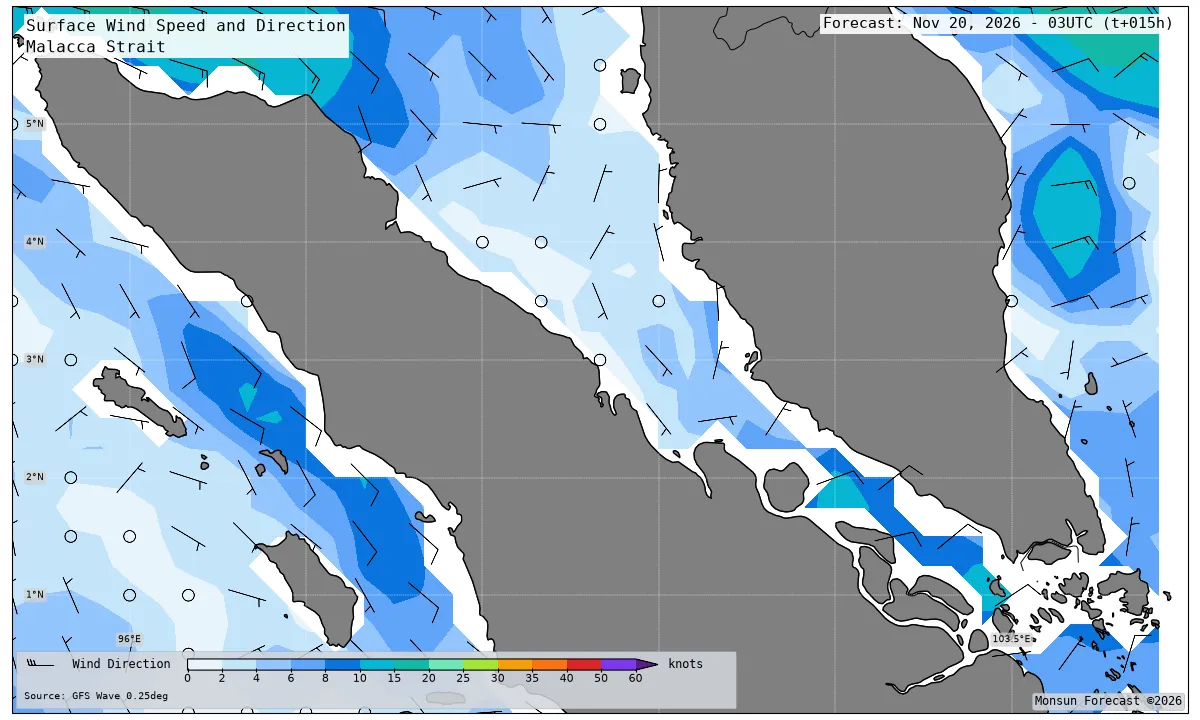 Surface Wind Speed and Direction
Malacca Strait
Forecast: Nov 20, 2026 - 03UTC (t+015h)
5°N
4°N
3°N
2°N
1°N
96°E
103.5°E
Wind Direction
0 2 4 6 8 10 15 20 25 30 35 40 50 60
knots
Source: GFS Wave 0.25deg
Monsun Forecast ©2026